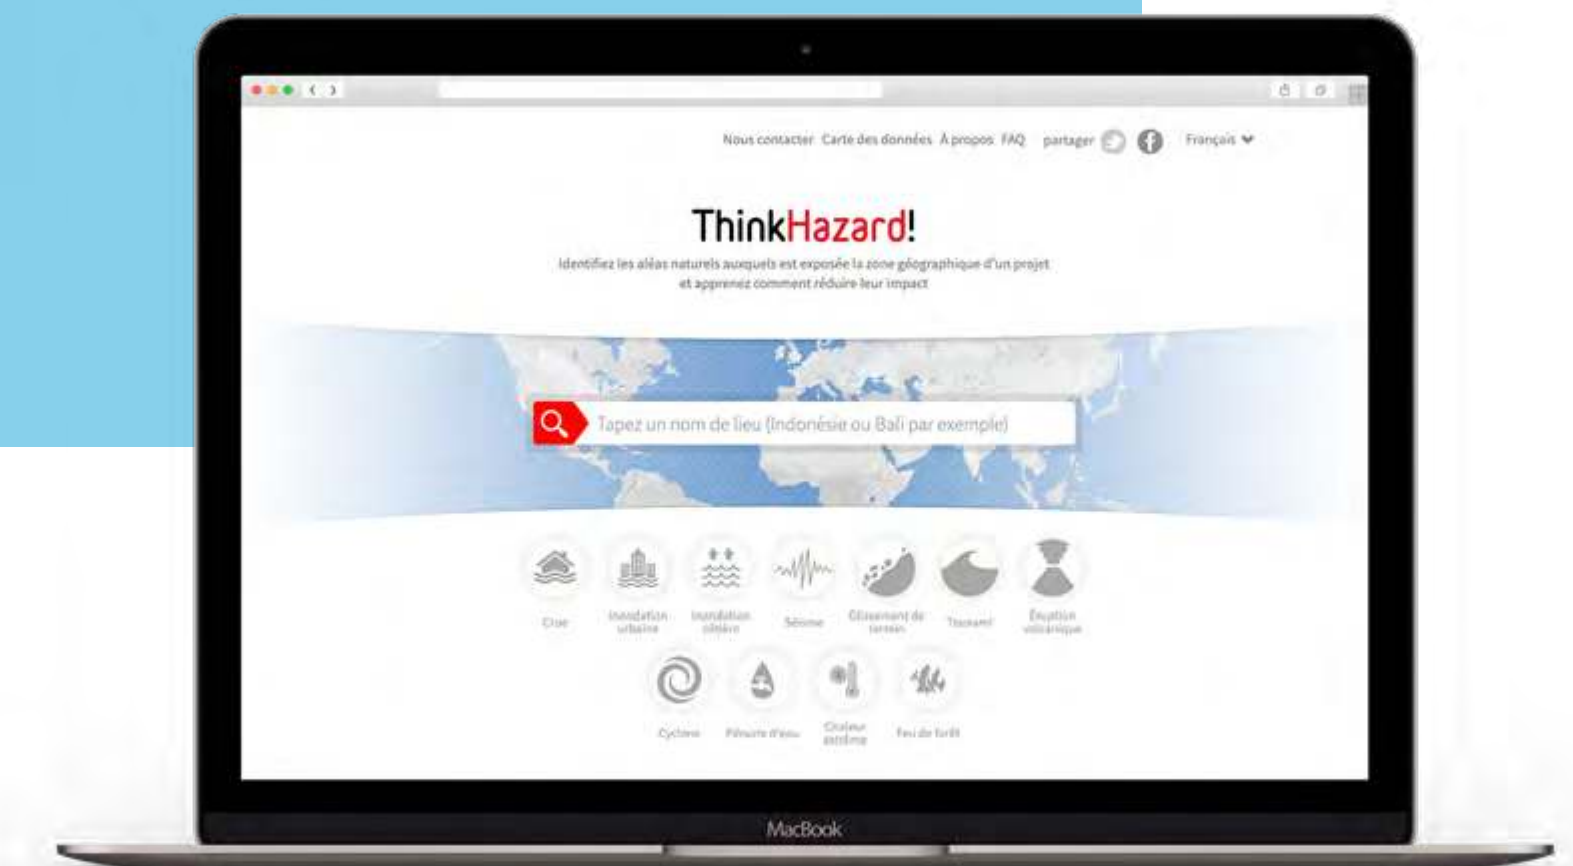 Nous contacter Carte des données À propos FAQ partager Français
ThinkHazard!
Identifiez les aléas naturels auxquels est exposée la zone géographique d'un projet
et apprenez comment réduire leur impact
Tapez un nom de lieu (Indonésie ou Bali par exemple)
Crue
Inondation
urbaine
Inondation
côtière
Séisme
Glissement de
terrain
Tsunami
Éruption
volcanique
Cyclone
Pénurie d'eau
Chaleur
extrême
Feu de forêt
MacBook